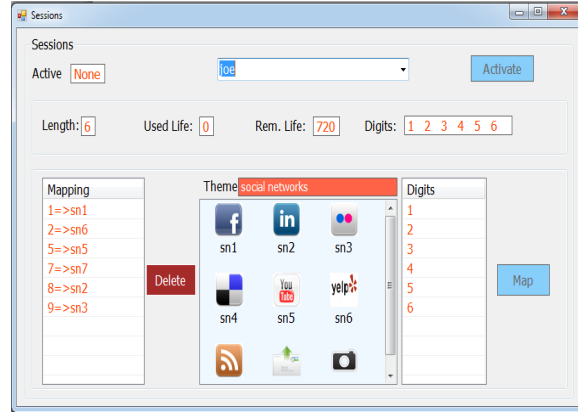 Sessions
Sessions
Active None joe Activate
Length: 6 Used Life: 0 Rem. Life: 720 Digits: 1 2 3 4 5 6
Mapping Theme social networks Digits
1=>sn1
2=>sn6
5=>sn5
7=>sn7
8=>sn2
9=>sn3
Delete
f in
sn1 sn2 sn3
You Tube yelp
sn4 sn5 sn6
1
2
3
4
5
6
Map